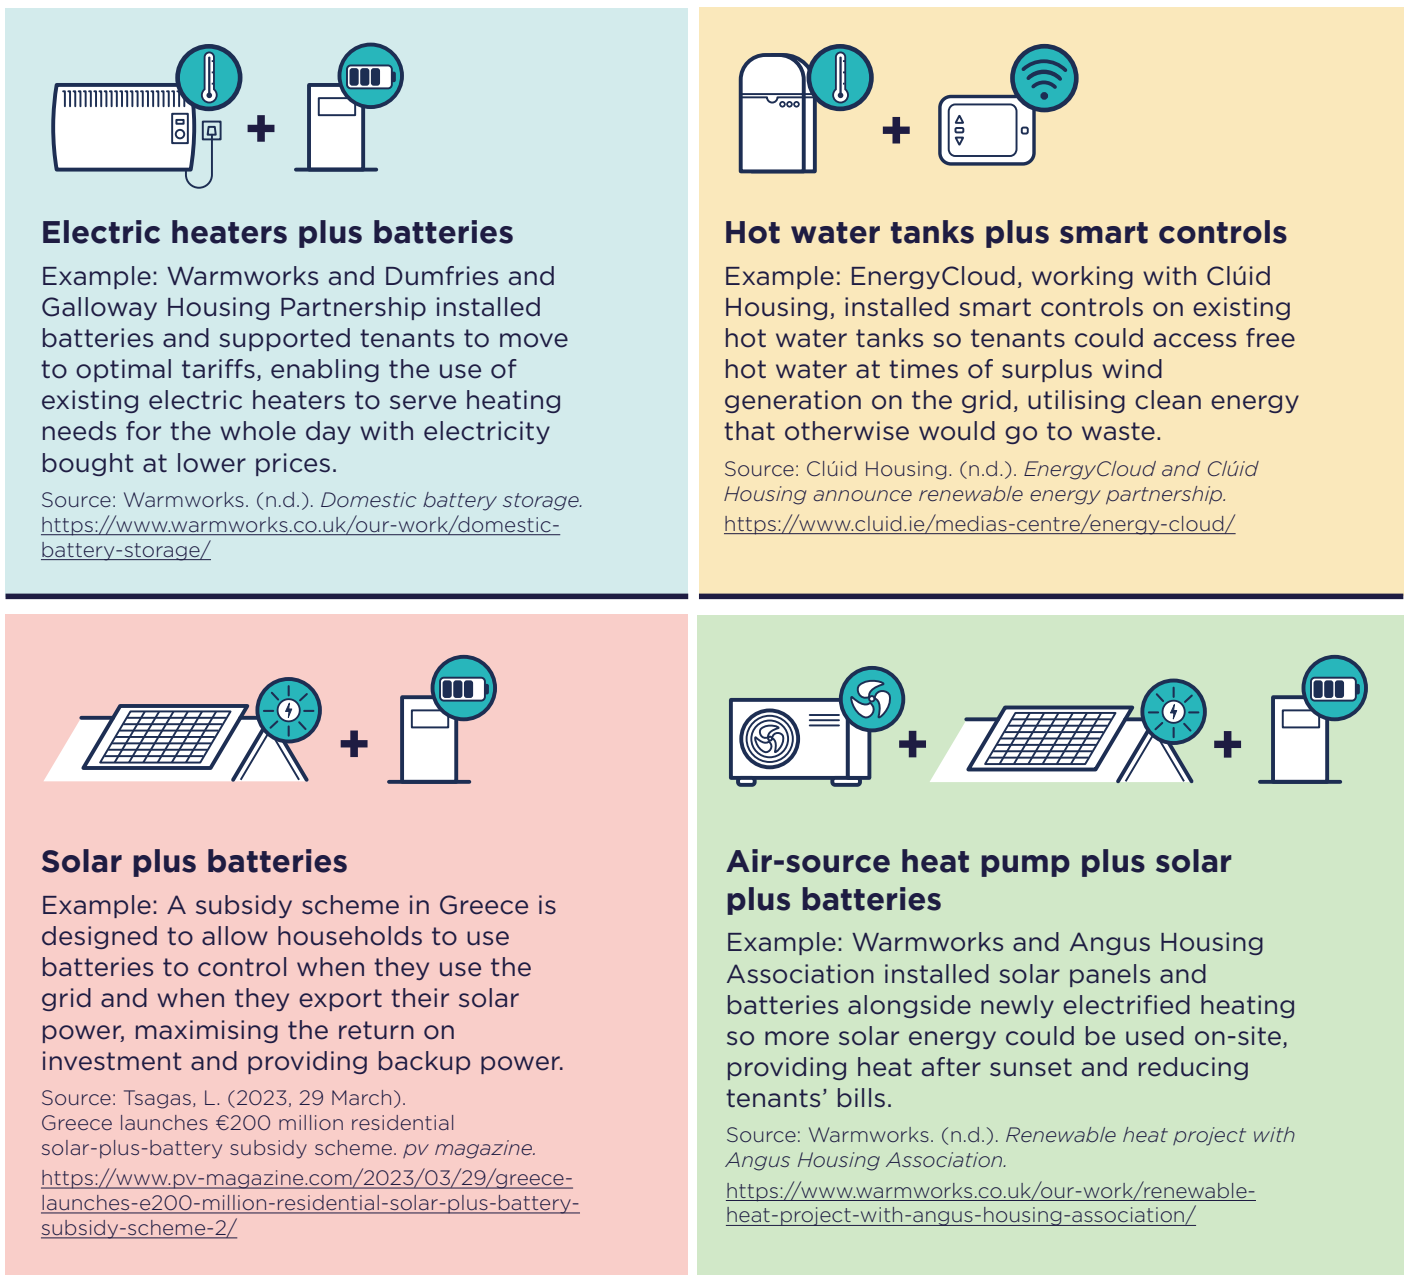 Electric heaters plus batteries
Example: Warmworks and Dumfries and
Galloway Housing Partnership installed
batteries and supported tenants to move
to optimal tariffs, enabling the use of
existing electric heaters to serve heating
needs for the whole day with electricity
bought at lower prices.
Source: Warmworks. (n.d.). Domestic battery storage.
https://www.warmworks.co.uk/our-work/domestic-
battery-storage/
Hot water tanks plus smart controls
Example: EnergyCloud, working with Clúid
Housing, installed smart controls on existing
hot water tanks so tenants could access free
hot water at times of surplus wind
generation on the grid, utilising clean energy
that otherwise would go to waste.
Source: Clúid Housing. (n.d.). EnergyCloud and Clúid
Housing announce renewable energy partnership.
https://www.cluid.ie/medias-centre/energy-cloud/
Solar plus batteries
Example: A subsidy scheme in Greece is
designed to allow households to use
batteries to control when they use the
grid and when they export their solar
power, maximising the return on
investment and providing backup power.
Source: Tsagas, L. (2023, 29 March).
Greece launches €200 million residential
solar-plus-battery subsidy scheme. pv magazine.
https://www.pv-magazine.com/2023/03/29/greece-
launches-e200-million-residential-solar-plus-battery-
subsidy-scheme-2/
Air-source heat pump plus solar
plus batteries
Example: Warmworks and Angus Housing
Association installed solar panels and
batteries alongside newly electrified heating
so more solar energy could be used on-site,
providing heat after sunset and reducing
tenants’ bills.
Source: Warmworks. (n.d.). Renewable heat project with
Angus Housing Association.
https://www.warmworks.co.uk/our-work/renewable-
heat-project-with-angus-housing-association/